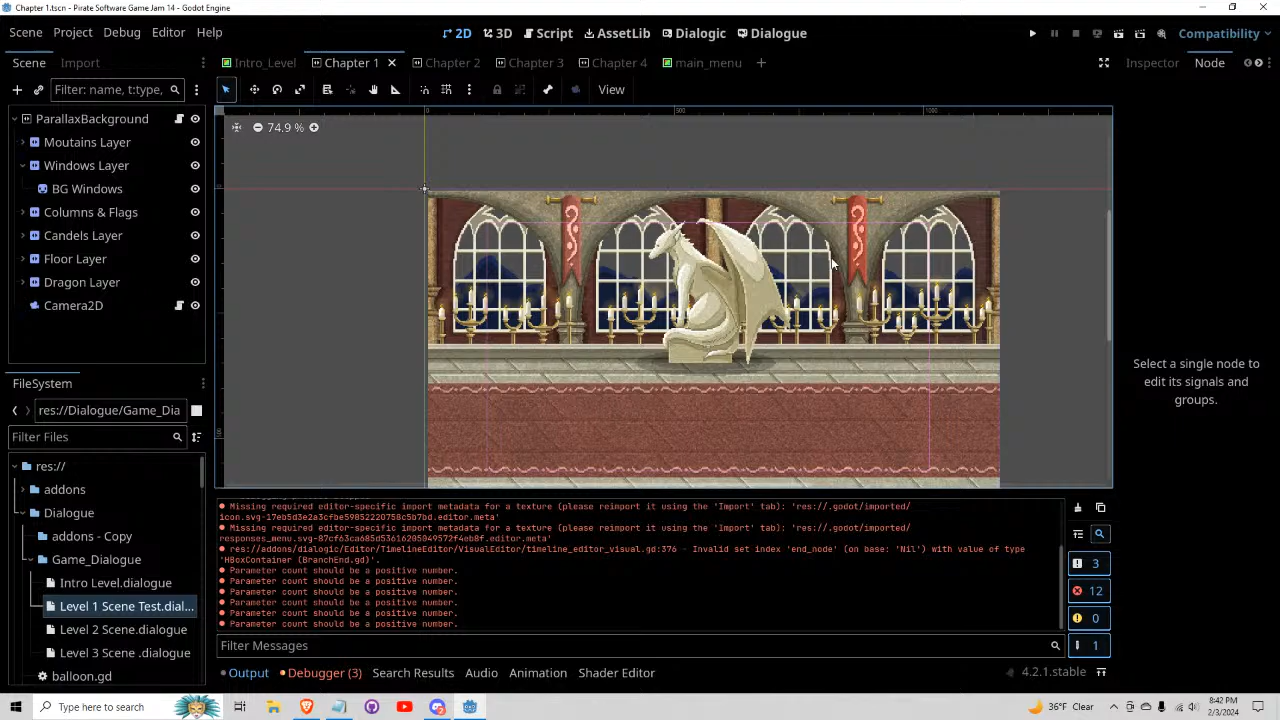 Chapter 1.tscn - Pirate Software Game Jam 14 - Godot Engine
Scene Project Debug Editor Help
2D 3D Script AssetLib Dialogic Dialogue
Compatibility
Scene Import
Intro_Level Chapter 1 Chapter 2 Chapter 3 Chapter 4 main_menu
Inspector Node
Filter: name, t:type,
View
ParallaxBackground
74.9 %
0 500 1000
Moutains Layer
Windows Layer
BG Windows
Columns & Flags
Candels Layer
Floor Layer
Dragon Layer
Camera2D
Select a single node to
edit its signals and
groups.
FileSystem
res://Dialogue/Game_Dia
Filter Files
res://
addons
Dialogue
addons - Copy
Game_Dialogue
Intro Level.dialogue
Level 1 Scene Test.dial...
Level 2 Scene.dialogue
Level 3 Scene .dialogue
balloon.gd
Missing required editor-specific import metadata for a texture (please reimport it using the 'Import' tab): 'res://.godot/imported/
icon.svg-17eb5d3e2a3cfbe59852220758c5b7bd.editor.meta'
Missing required editor-specific import metadata for a texture (please reimport it using the 'Import' tab): 'res://.godot/imported/
responses_menu.svg-87cf63ca685d53616205049572f4eb8f.editor.meta'
res://addons/dialogic/Editor/TimelineEditor/VisualEditor/timeline_editor_visual.gd:376 - Invalid set index 'end_node' (on base: 'Nil') with value of type
'HBoxContainer (BranchEnd.gd)'.
Parameter count should be a positive number.
Parameter count should be a positive number.
Parameter count should be a positive number.
Parameter count should be a positive number.
Parameter count should be a positive number.
Parameter count should be a positive number.
3
12
0
1
Filter Messages
Output Debugger (3) Search Results Audio Animation Shader Editor
4.2.1.stable
Type here to search
36°F Clear
8:42 PM
2/3/2024